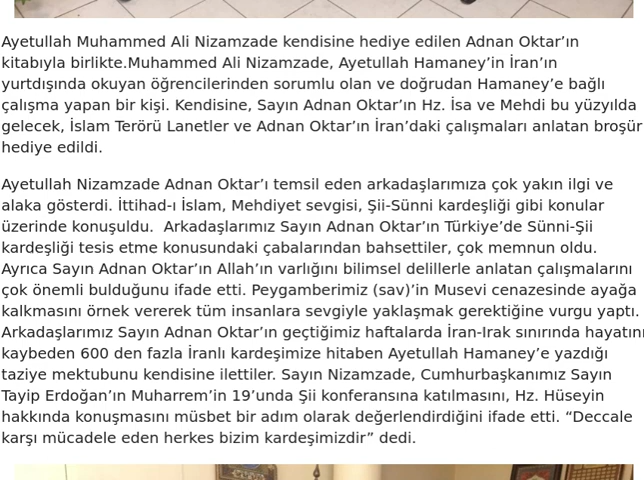 Ayetullah Muhammed Ali Nizamzade kendisine hediye edilen Adnan Oktar’ın
kitabıyla birlikte.Muhammed Ali Nizamzade, Ayetullah Hamaney’in İran’ın
yurtdışında okuyan öğrencilerinden sorumlu olan ve doğrudan Hamaney’e bağlı
çalışma yapan bir kişi. Kendisine, Sayın Adnan Oktar’ın Hz. İsa ve Mehdi bu yüzyılda
gelecek, İslam Terörü Lanetler ve Adnan Oktar’ın İran’daki çalışmaları anlatan broşür
hediye edildi.
Ayetullah Nizamzade Adnan Oktar’ı temsil eden arkadaşlarımıza çok yakın ilgi ve
alaka gösterdi. İttihad-ı İslam, Mehdiyet sevgisi, Şii-Sünni kardeşliği gibi konular
üzerinde konuşuldu.  Arkadaşlarımız Sayın Adnan Oktar’ın Türkiye’de Sünni-Şii
kardeşliği tesis etme konusundaki çabalarından bahsettiler, çok memnun oldu.
Ayrıca Sayın Adnan Oktar’ın Allah’ın varlığını bilimsel delillerle anlatan çalışmalarını
çok önemli bulduğunu ifade etti. Peygamberimiz (sav)’in Musevi cenazesinde ayağa
kalkmasını örnek vererek tüm insanlara sevgiyle yaklaşmak gerektiğine vurgu yaptı.
Arkadaşlarımız Sayın Adnan Oktar’ın geçtiğimiz haftalarda İran-Irak sınırında hayatını
kaybeden 600 den fazla İranlı kardeşimize hitaben Ayetullah Hamaney’e yazdığı
taziye mektubunu kendisine ilettiler. Sayın Nizamzade, Cumhurbaşkanımız Sayın
Tayip Erdoğan’ın Muharrem’in 19’unda Şii konferansına katılmasını, Hz. Hüseyin
hakkında konuşmasını müsbet bir adım olarak değerlendirdiğini ifade etti. “Deccale
karşı mücadele eden herkes bizim kardeşimizdir” dedi.